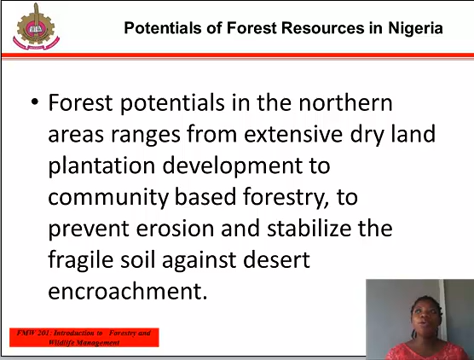 Potentials of Forest Resources in Nigeria
• Forest potentials in the northern
areas ranges from extensive dry land
plantation development to
community based forestry, to
prevent erosion and stabilize the
fragile soil against desert
encroachment.
FMW 201: Introduction to Forestry and
Wildlife Management